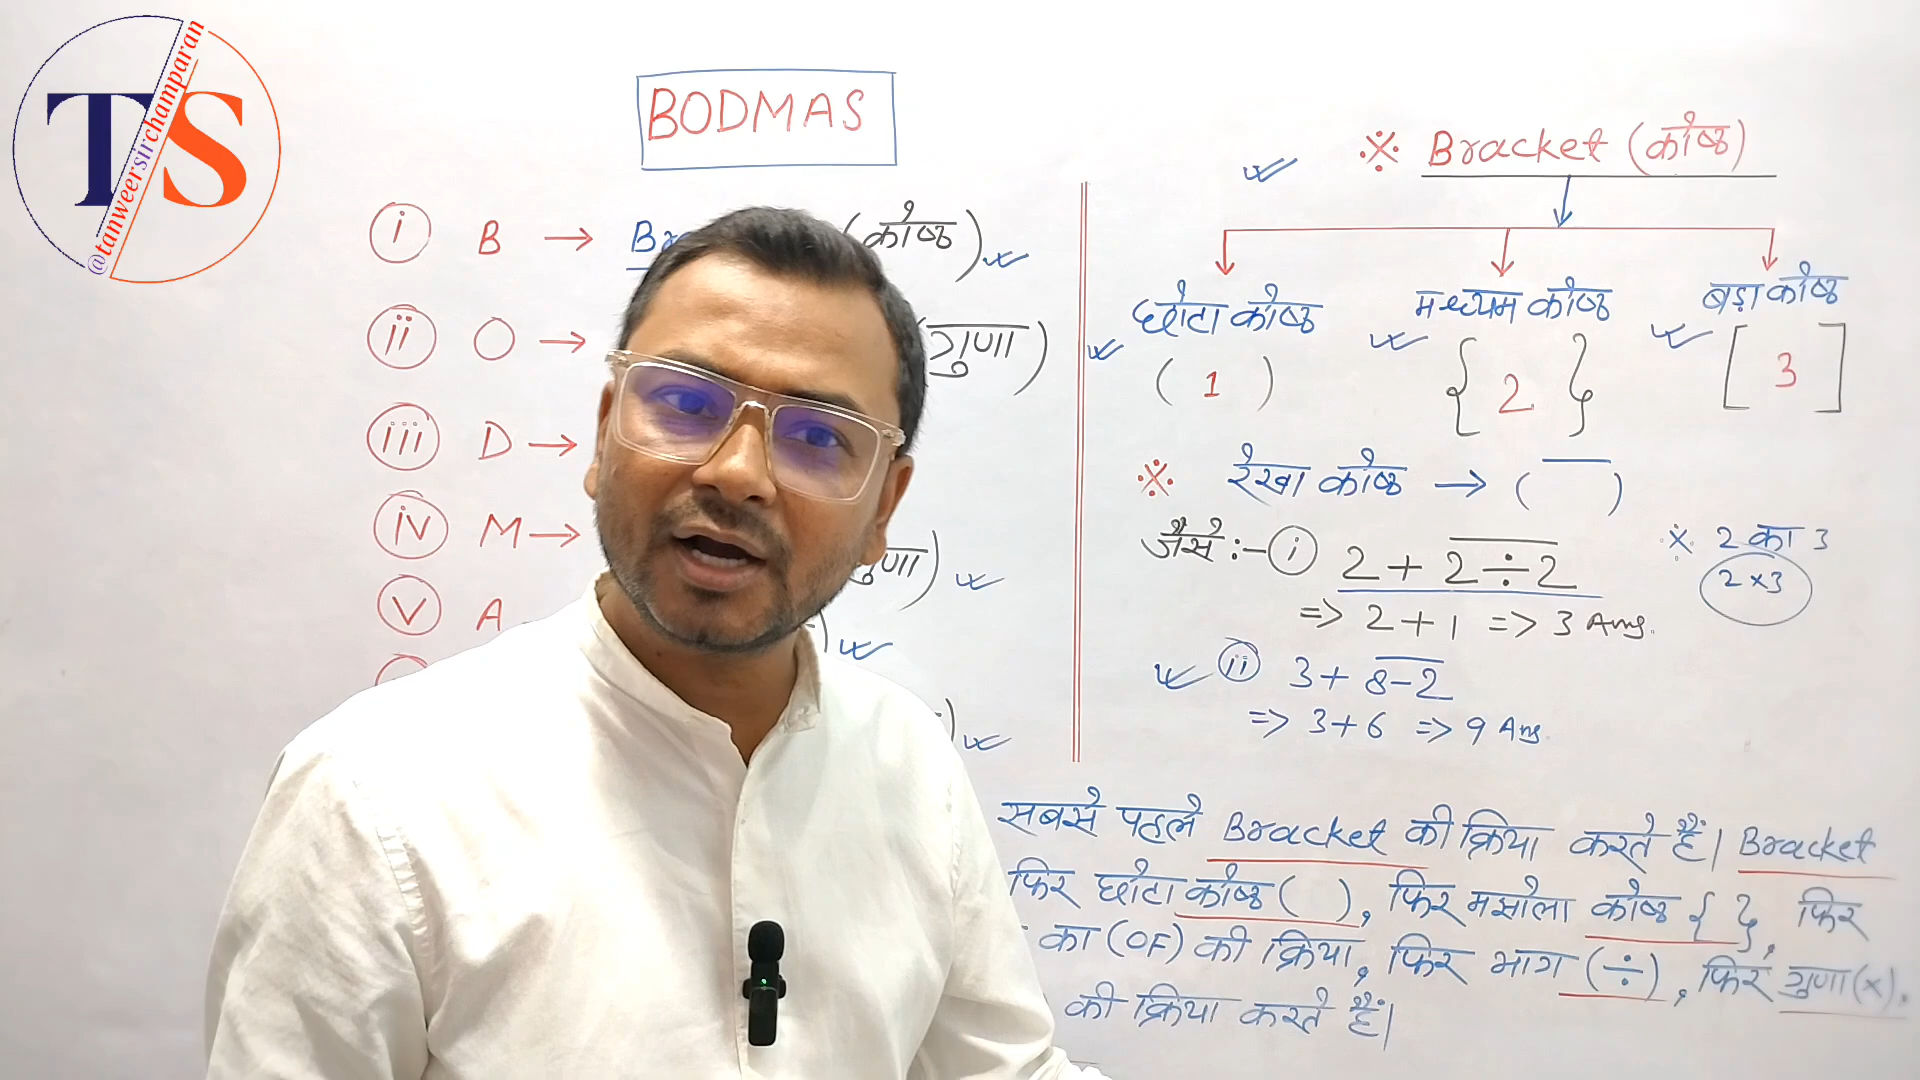 TS
@tanweersirchamparan
BODMAS
i B → (कोष्ठ)
ii O → (गुणा)
iii D →
iv M → गुणा)
v A
※ Bracket (कोष्ठ)
छोटा कोष्ठ मध्यम कोष्ठ बड़ा कोष्ठ
( 1 ) { 2 } [ 3 ]
※ रेखा कोष्ठ → ( ‾ )
जैसे :- i 2 + 2 ÷ 2
=> 2 + 1 => 3 Ans.
※ 2 का 3
2 x 3
ii 3 + 8 - 2
=> 3 + 6 => 9 Ans
सबसे पहले Bracket की क्रिया करते हैं| Bracket
फिर छोटा कोष्ठ ( ), फिर मझोला कोष्ठ { }, फिर
का (OF) की क्रिया, फिर भाग (÷), फिर गुणा (x),
की क्रिया करते हैं|